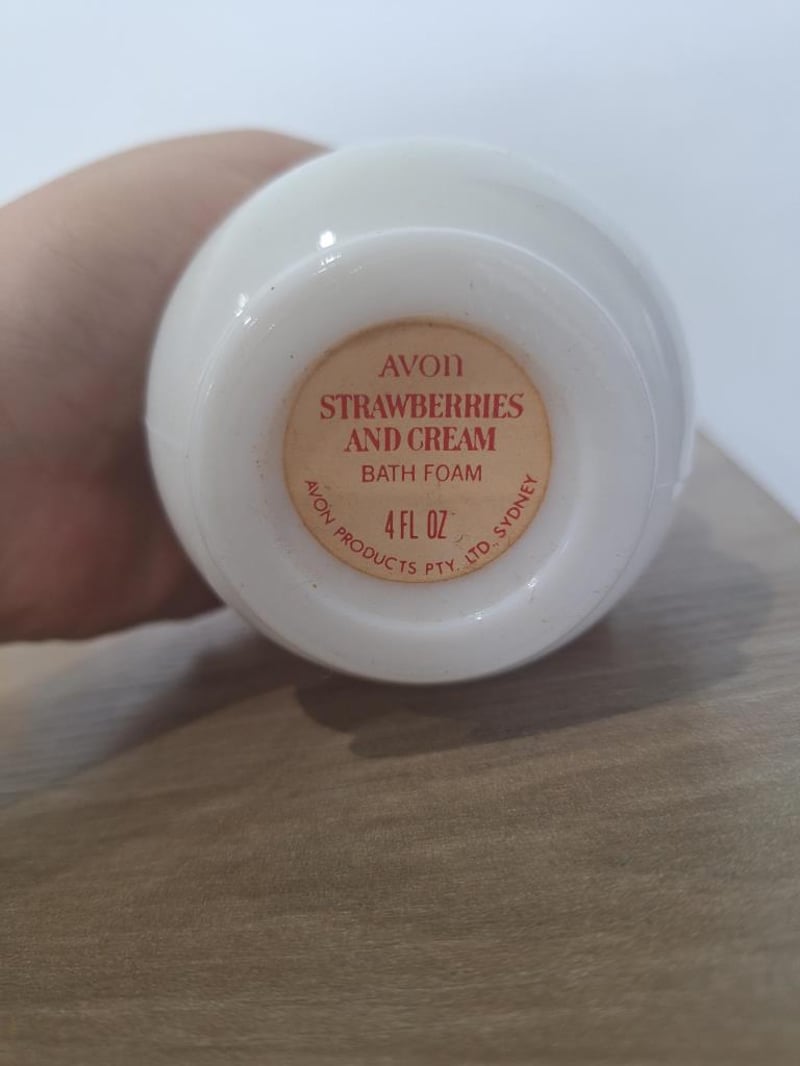 AVON
STRAWBERRIES
AND CREAM
BATH FOAM
4 FL OZ
AVON PRODUCTS PTY. LTD. SYDNEY